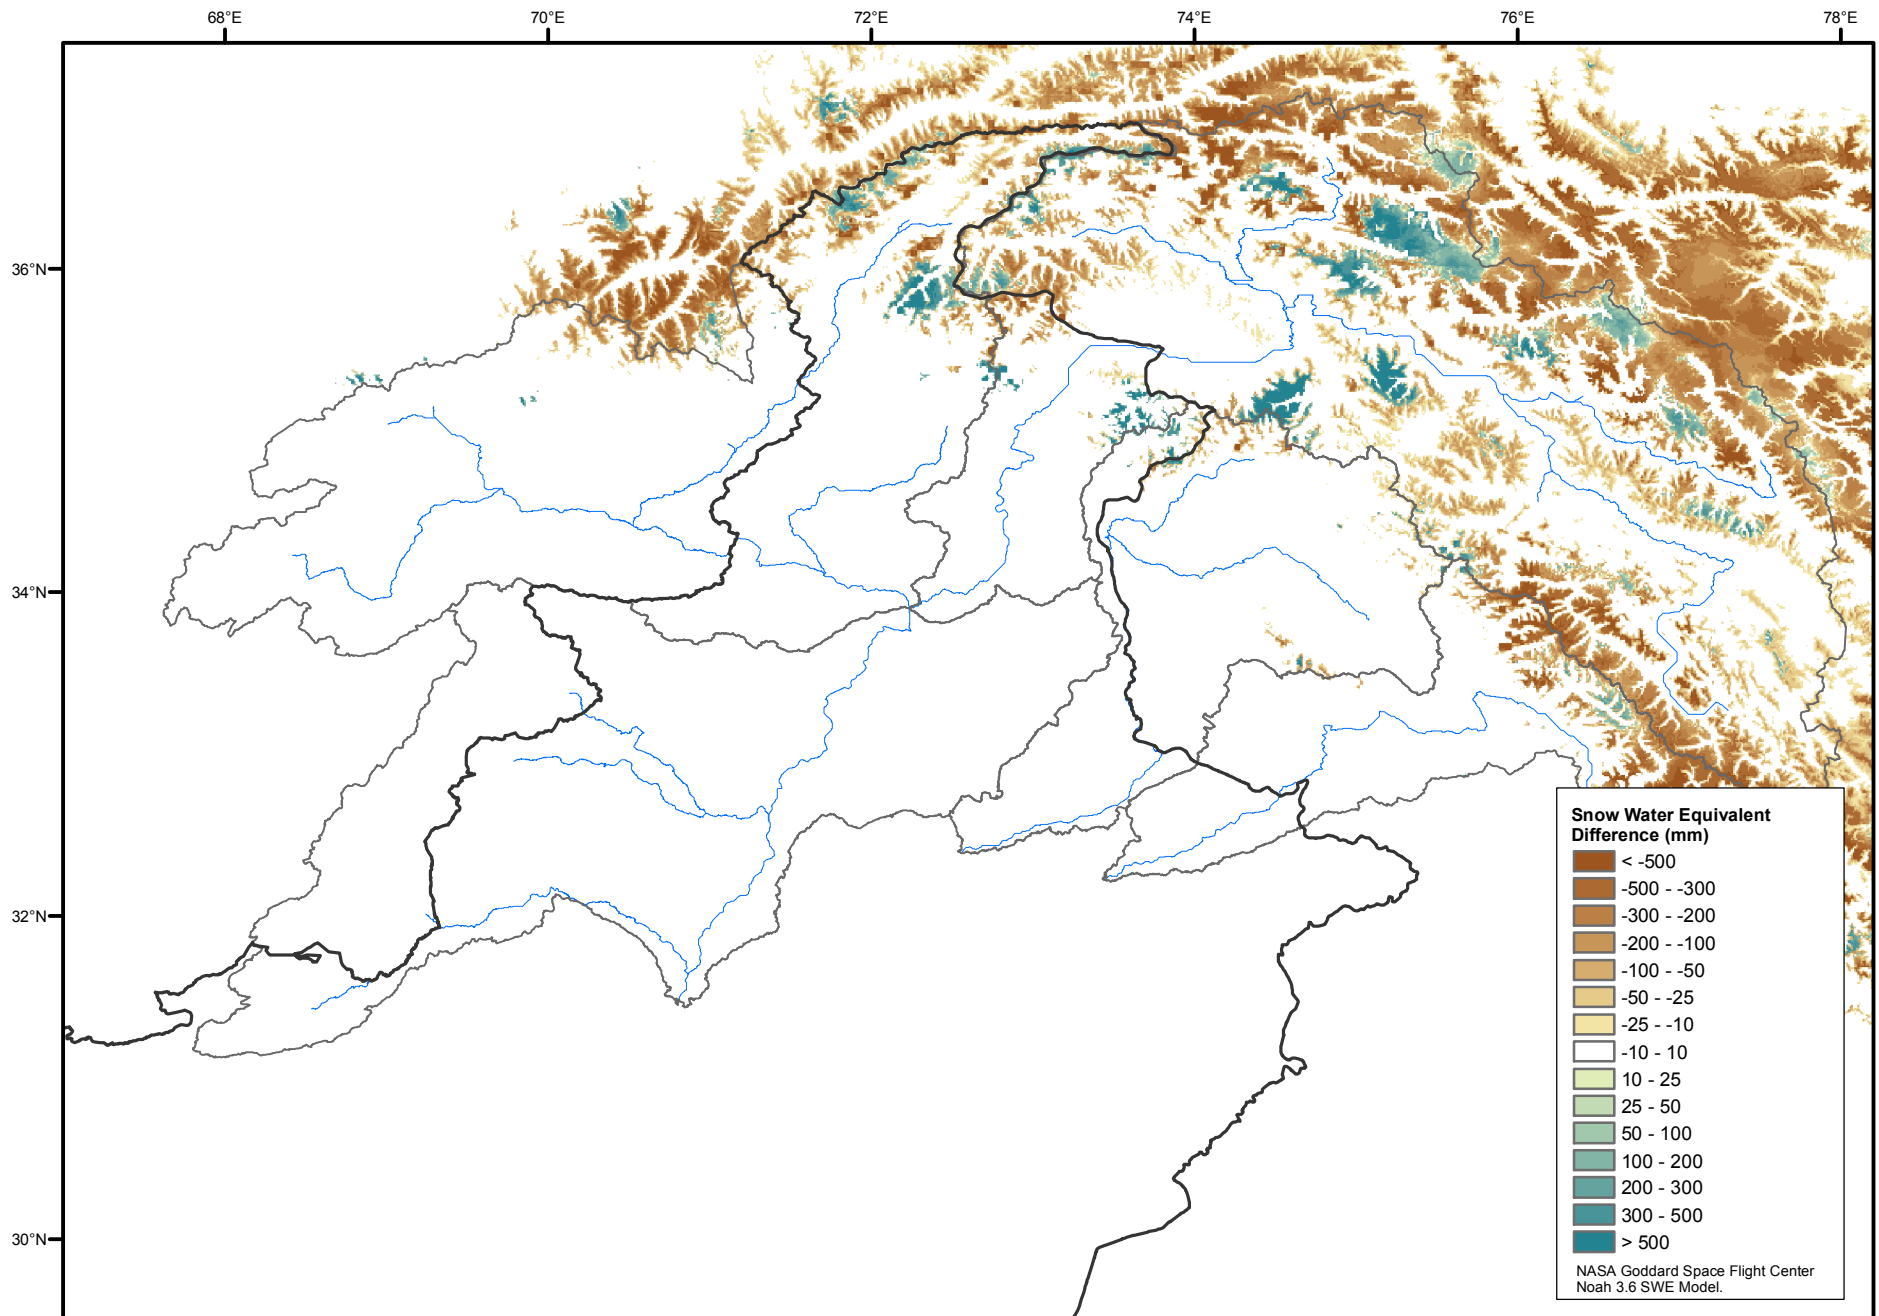 68°E 70°E 72°E 74°E 76°E 78°E
36°N
34°N
32°N
30°N
Snow Water Equivalent
Difference (mm)
< -500
-500 - -300
-300 - -200
-200 - -100
-100 - -50
-50 - -25
-25 - -10
-10 - 10
10 - 25
25 - 50
50 - 100
100 - 200
200 - 300
300 - 500
> 500
NASA Goddard Space Flight Center
Noah 3.6 SWE Model.